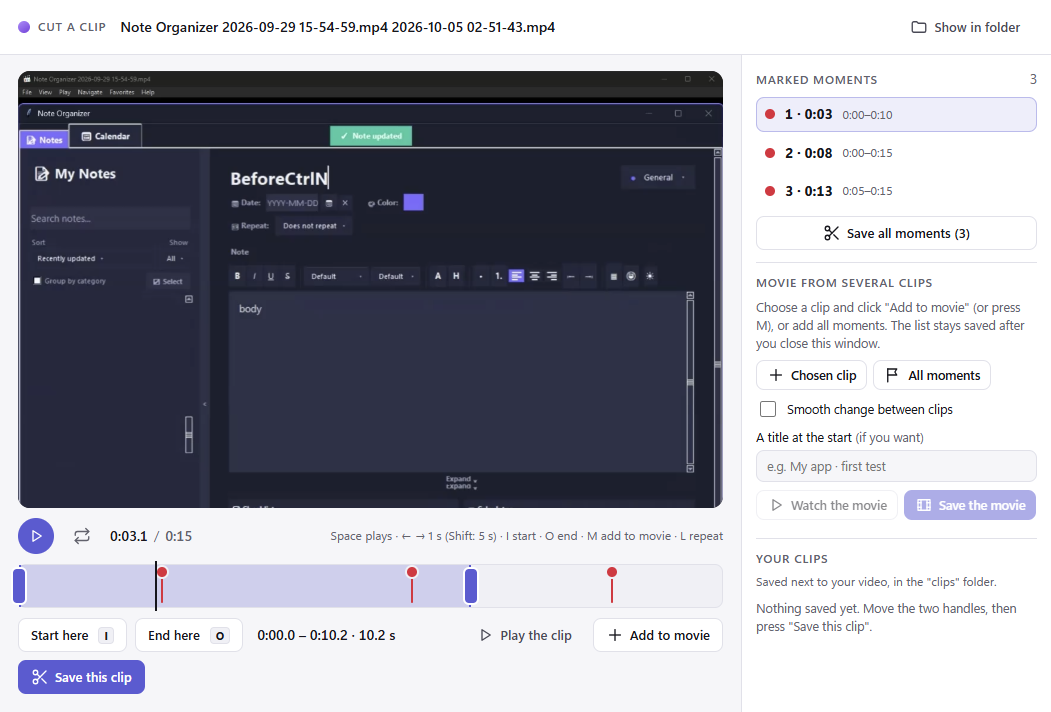 CUT A CLIP Note Organizer 2026-09-29 15-54-59.mp4 2026-10-05 02-51-43.mp4 Show in folder
Note Organizer 2026-09-29 15-54-59.mp4
File View Play Navigate Favorites Help
Note Organizer
Notes Calendar ✓ Note updated
My Notes
BeforeCtrlN General
Date: YYYY-MM-DD Color:
Search notes...
Repeat: Does not repeat
Sort Show
Note
Recently updated All
B I U S Default Default A H 1.
Group by category Select
body
Expand
Expand
0:03.1 / 0:15 Space plays · ← → 1 s (Shift: 5 s) · I start · O end · M add to movie · L repeat
Start here I End here O 0:00.0 – 0:10.2 · 10.2 s Play the clip Add to movie
Save this clip
MARKED MOMENTS 3
1 · 0:03 0:00–0:10
2 · 0:08 0:00–0:15
3 · 0:13 0:05–0:15
Save all moments (3)
MOVIE FROM SEVERAL CLIPS
Choose a clip and click "Add to movie" (or press
M), or add all moments. The list stays saved after
you close this window.
Chosen clip All moments
Smooth change between clips
A title at the start (if you want)
e.g. My app · first test
Watch the movie Save the movie
YOUR CLIPS
Saved next to your video, in the "clips" folder.
Nothing saved yet. Move the two handles, then
press "Save this clip".